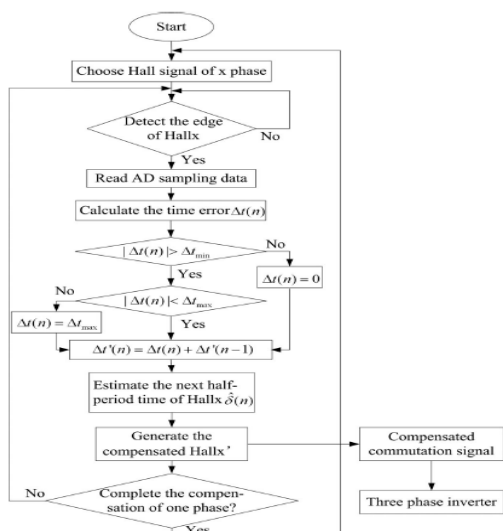 Start
Choose Hall signal of x phase
Detect the edge
of Hallx
No
Yes
Read AD sampling data
Calculate the time error Δt(n)
|Δt(n)|>Δt_min
No
Yes
Δt(n)=0
No
|Δt(n)|<Δt_max
Δt(n)=Δt_max
Yes
Δt'(n)=Δt(n)+Δt'(n−1)
Estimate the next half-
period time of Hallx δ̂(n)
Generate the
compensated Hallx’
Compensated
commutation signal
No
Complete the compen-
sation of one phase?
Three phase inverter
Yes